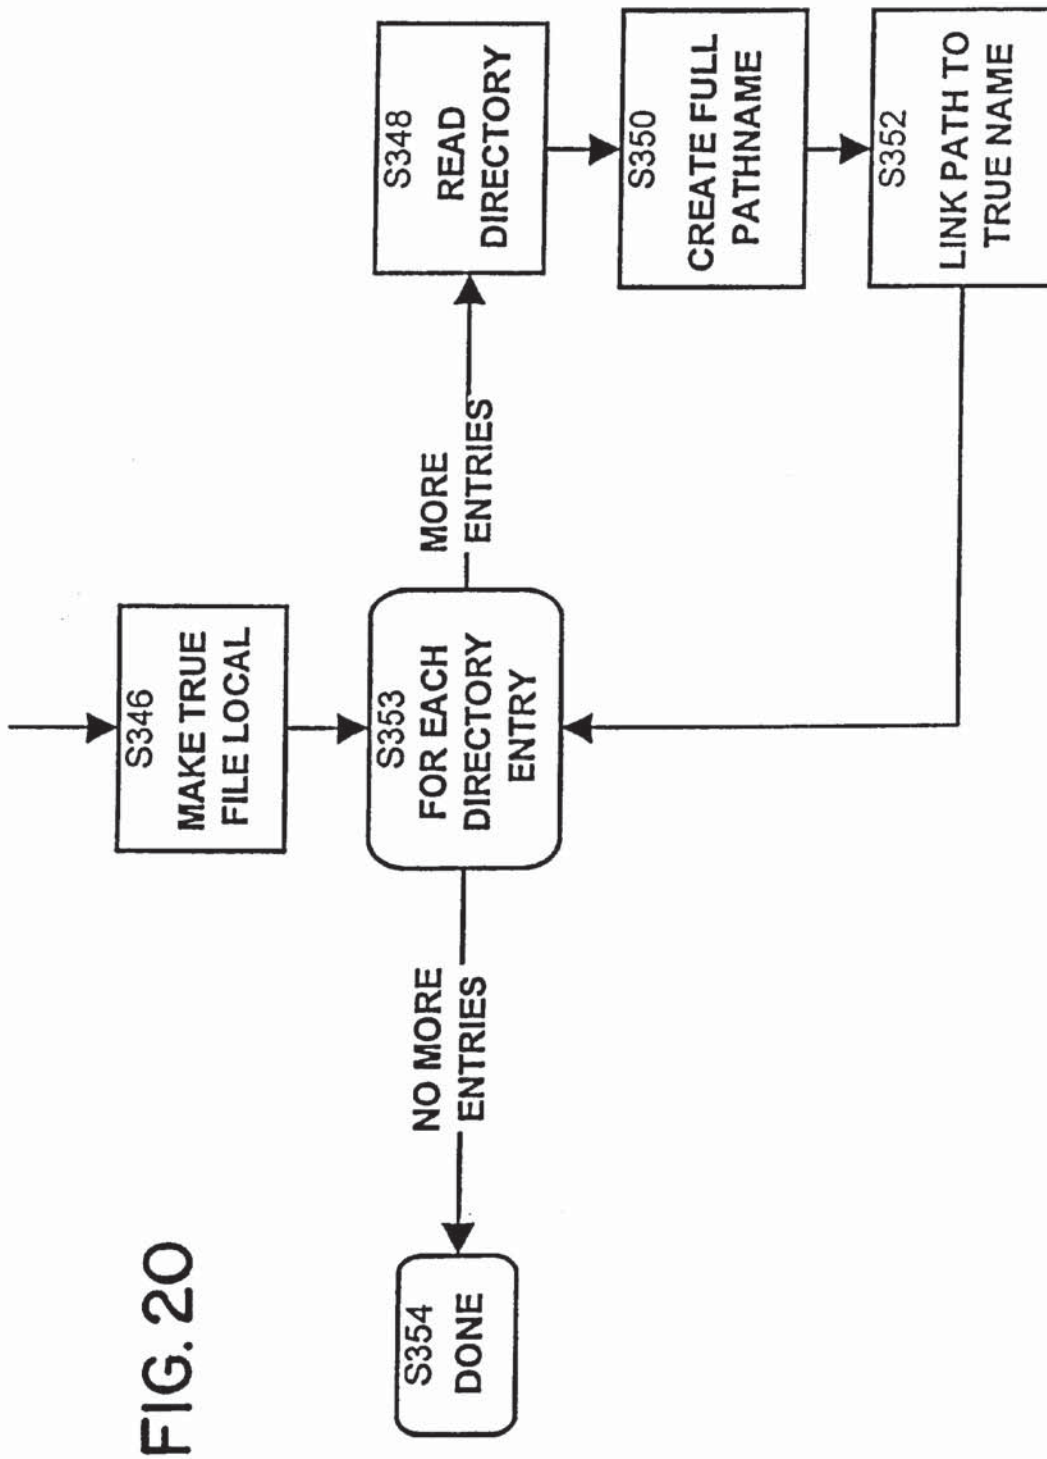 FIG. 20
S346
MAKE TRUE
FILE LOCAL
S353
FOR EACH
DIRECTORY
ENTRY
MORE
ENTRIES
S348
READ
DIRECTORY
S350
CREATE FULL
PATHNAME
S352
LINK PATH TO
TRUE NAME
NO MORE
ENTRIES
S354
DONE